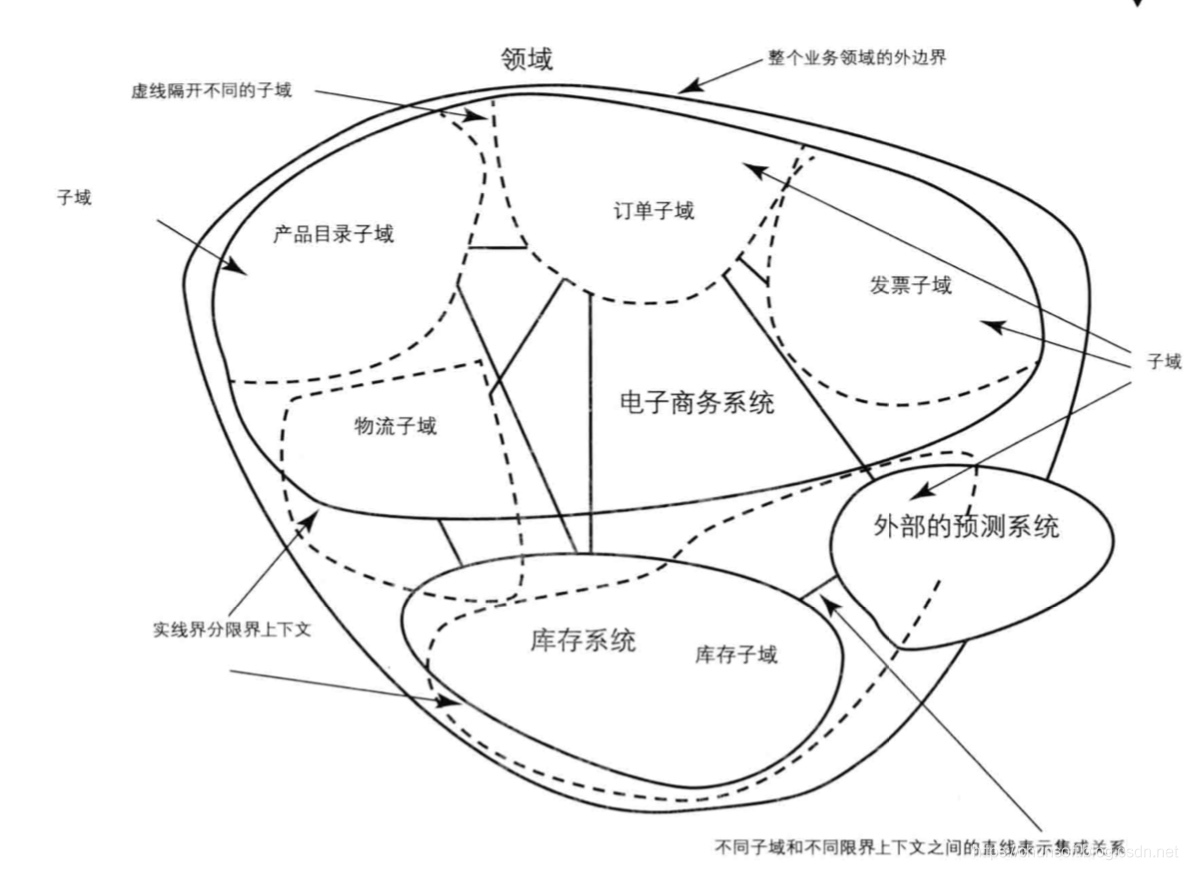 领域
整个业务领域的外边界
虚线隔开不同的子域
子域
订单子域
产品目录子域
发票子域
子域
电子商务系统
物流子域
外部的预测系统
实线界分限界上下文
库存系统
库存子域
不同子域和不同限界上下文之间的直线表示集成关系